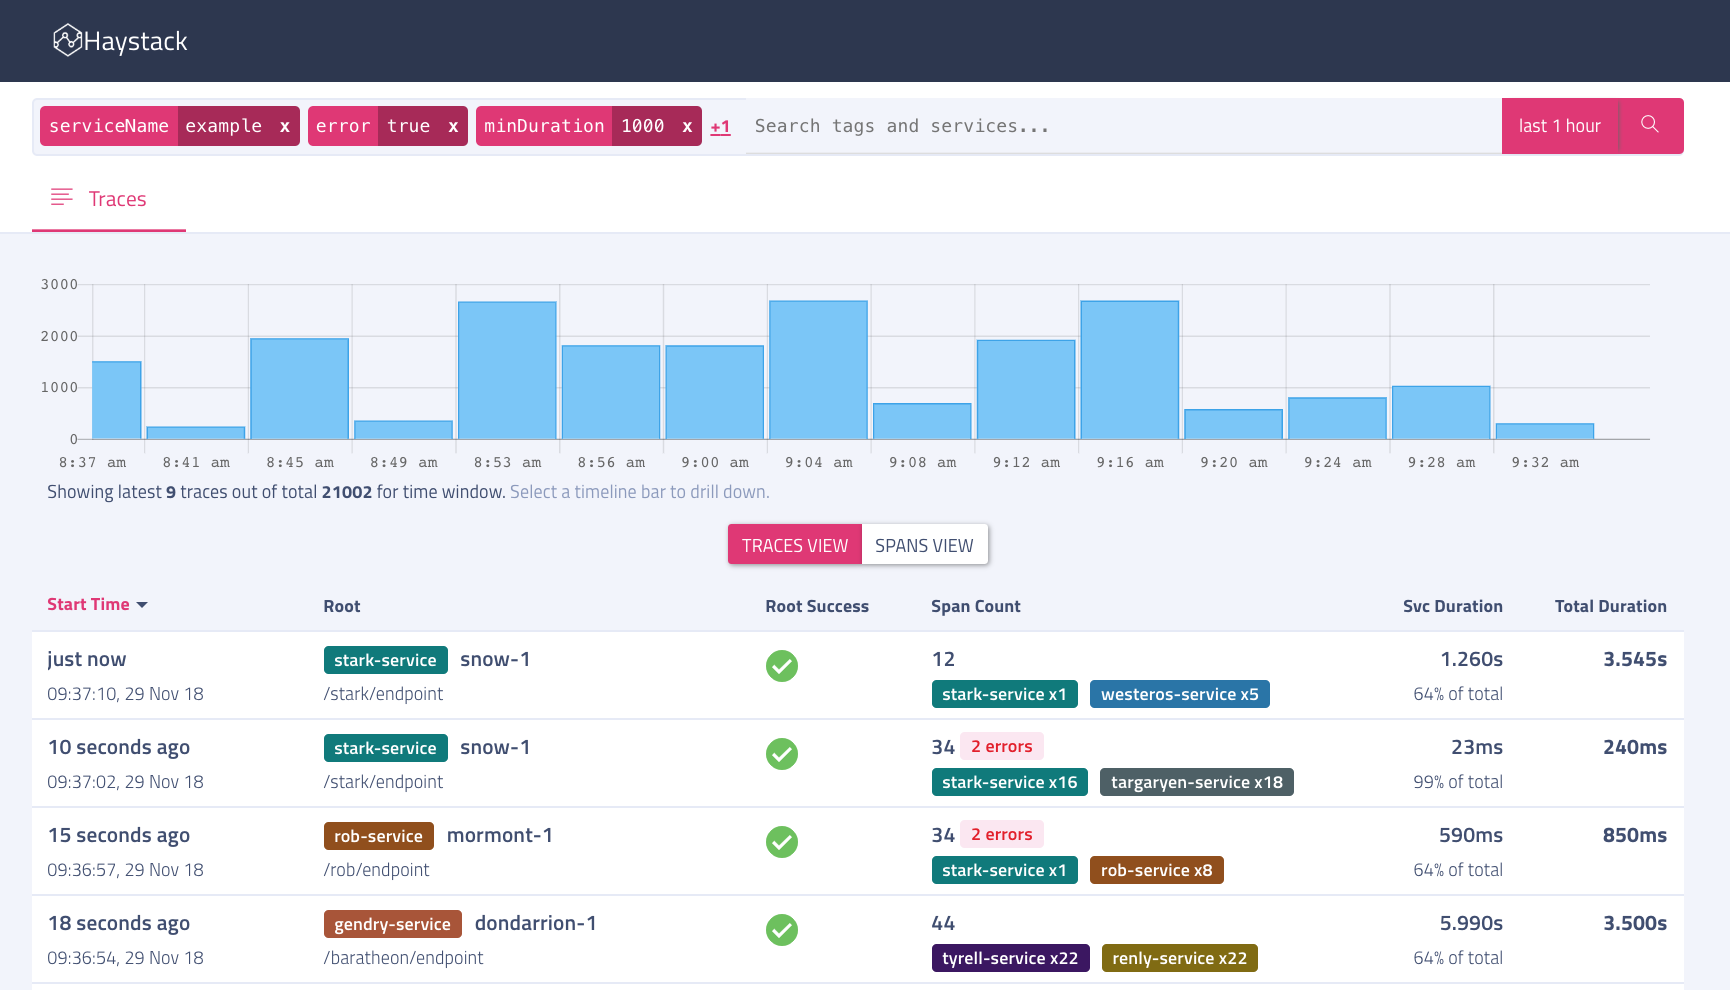 Haystack
serviceName example x error true x minDuration 1000 x +1 Search tags and services... last 1 hour
Traces
3000
2000
1000
0
8:37 am 8:41 am 8:45 am 8:49 am 8:53 am 8:56 am 9:00 am 9:04 am 9:08 am 9:12 am 9:16 am 9:20 am 9:24 am 9:28 am 9:32 am
Showing latest 9 traces out of total 21002 for time window. Select a timeline bar to drill down.
TRACES VIEW SPANS VIEW
Start Time Root Root Success Span Count Svc Duration Total Duration
just now stark-service snow-1 12 1.260s 3.545s
09:37:10, 29 Nov 18 /stark/endpoint stark-service x1 westeros-service x5 64% of total
10 seconds ago stark-service snow-1 34 2 errors 23ms 240ms
09:37:02, 29 Nov 18 /stark/endpoint stark-service x16 targaryen-service x18 99% of total
15 seconds ago rob-service mormont-1 34 2 errors 590ms 850ms
09:36:57, 29 Nov 18 /rob/endpoint stark-service x1 rob-service x8 64% of total
18 seconds ago gendry-service dondarrion-1 44 5.990s 3.500s
09:36:54, 29 Nov 18 /baratheon/endpoint tyrell-service x22 renly-service x22 64% of total